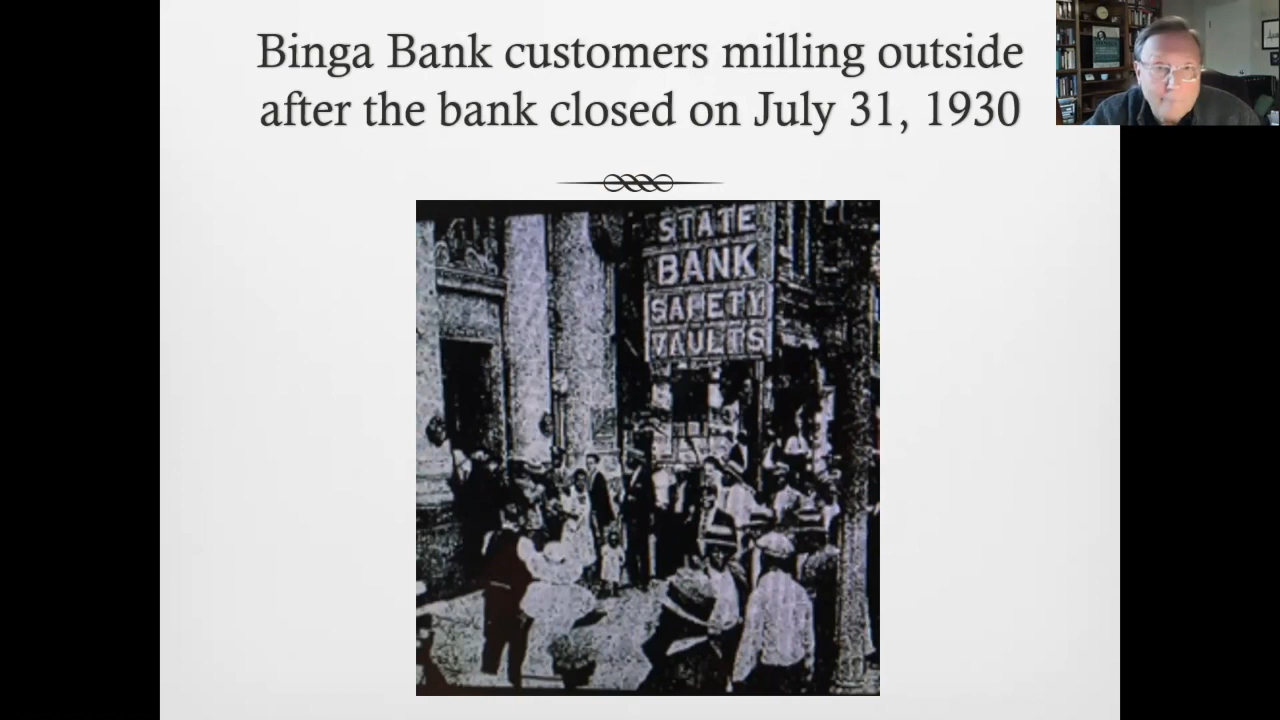 Binga Bank customers milling outside
after the bank closed on July 31, 1930
STATE
BANK
SAFETY
VAULTS